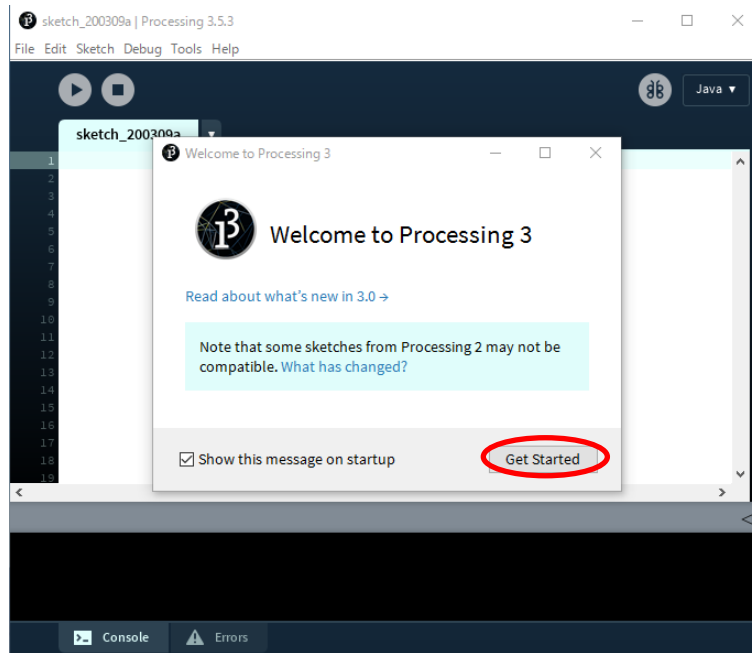 sketch_200309a | Processing 3.5.3
File Edit Sketch Debug Tools Help
Java ▼
sketch_200309a
Welcome to Processing 3
Welcome to Processing 3
Read about what's new in 3.0 →
Note that some sketches from Processing 2 may not be
compatible. What has changed?
Show this message on startup
Get Started
1
2
3
4
5
6
7
8
9
10
11
12
13
14
15
16
17
18
19
Console
Errors